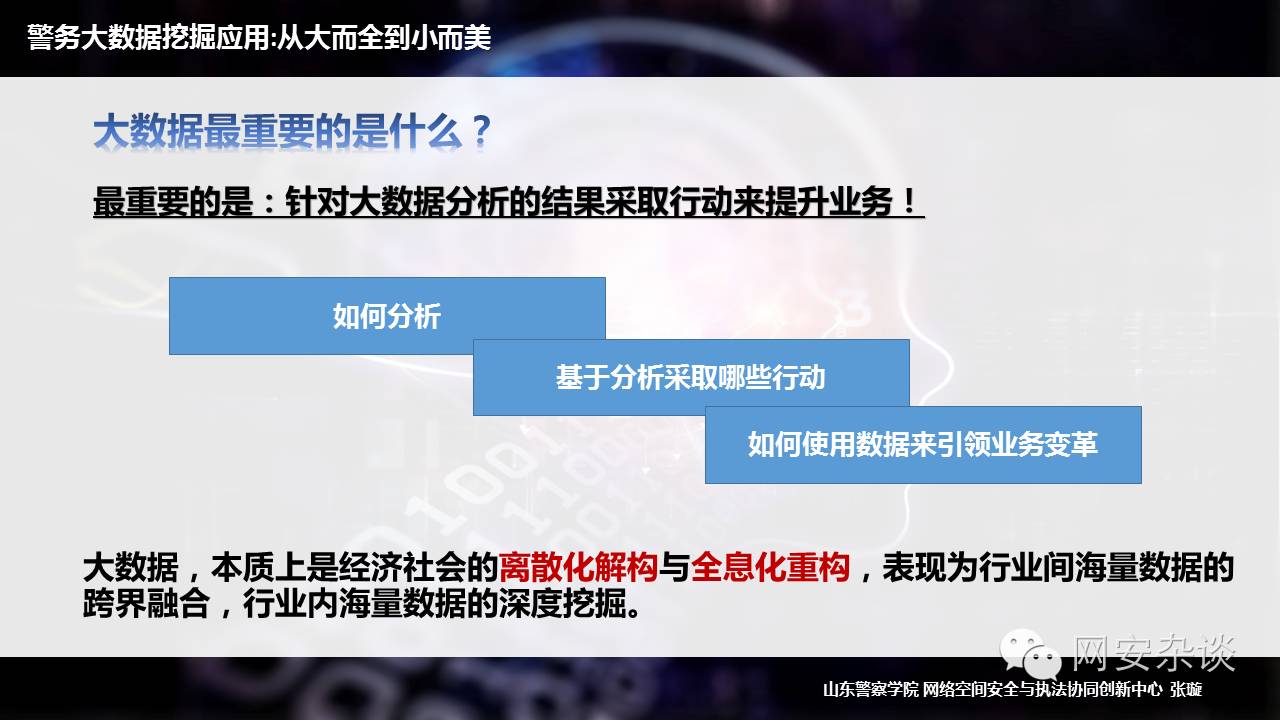 警务大数据挖掘应用:从大而全到小而美
大数据最重要的是什么？
最重要的是：针对大数据分析的结果采取行动来提升业务！
如何分析
基于分析采取哪些行动
如何使用数据来引领业务变革
大数据，本质上是经济社会的离散化解构与全息化重构，表现为行业间海量数据的
跨界融合，行业内海量数据的深度挖掘。
网安杂谈
山东警察学院 网络空间安全与执法协同创新中心 张璇